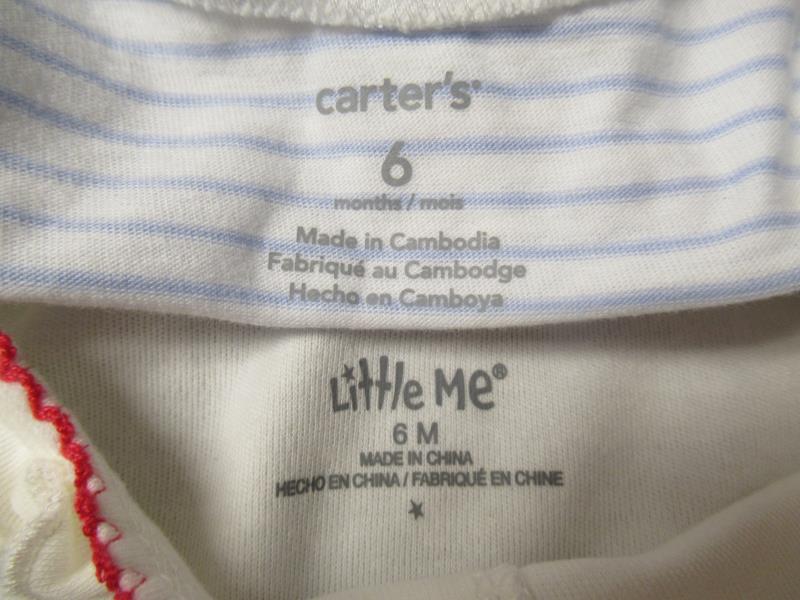 carter's
6
months / mois
Made in Cambodia
Fabriqué au Cambodge
Hecho en Camboya
Little Me®
6 M
MADE IN CHINA
HECHO EN CHINA / FABRIQUÉ EN CHINE